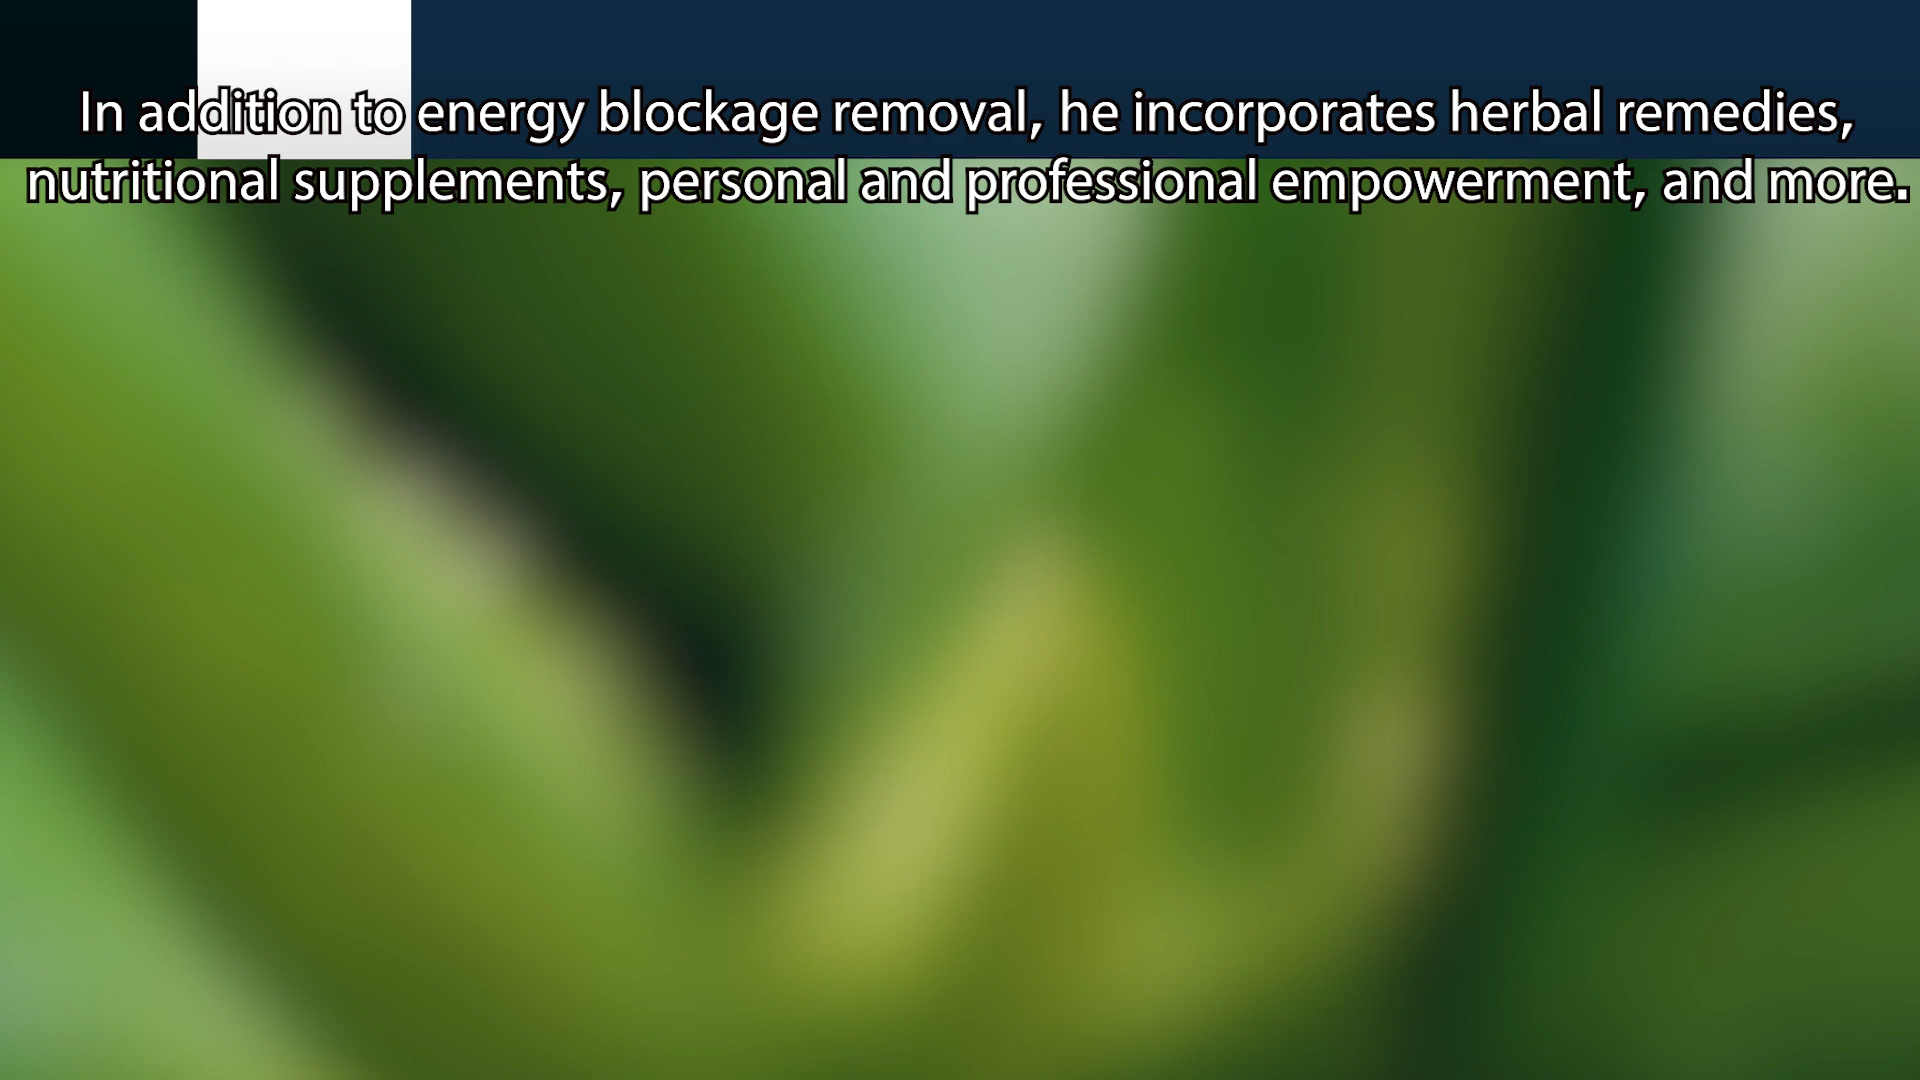 In addition to energy blockage removal, he incorporates herbal remedies,
nutritional supplements, personal and professional empowerment, and more.